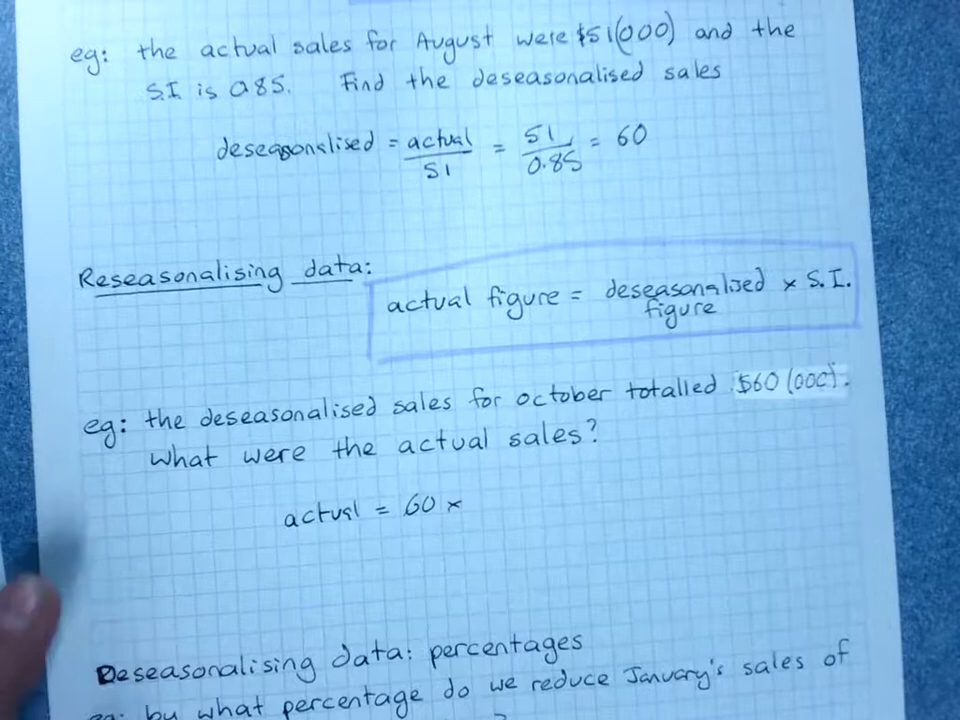 eg: the actual sales for August were $51(000) and the
S.I is 0.85. Find the deseasonalised sales
deseasonalised = actual/SI = 51/0.85 = 60
Reseasonalising data:
actual figure = deseasonalised figure × S.I.
eg: the deseasonalised sales for october totalled $60(000).
What were the actual sales?
actual = 60 ×
Deseasonalising data: percentages
eg: by what percentage do we reduce January's sales of